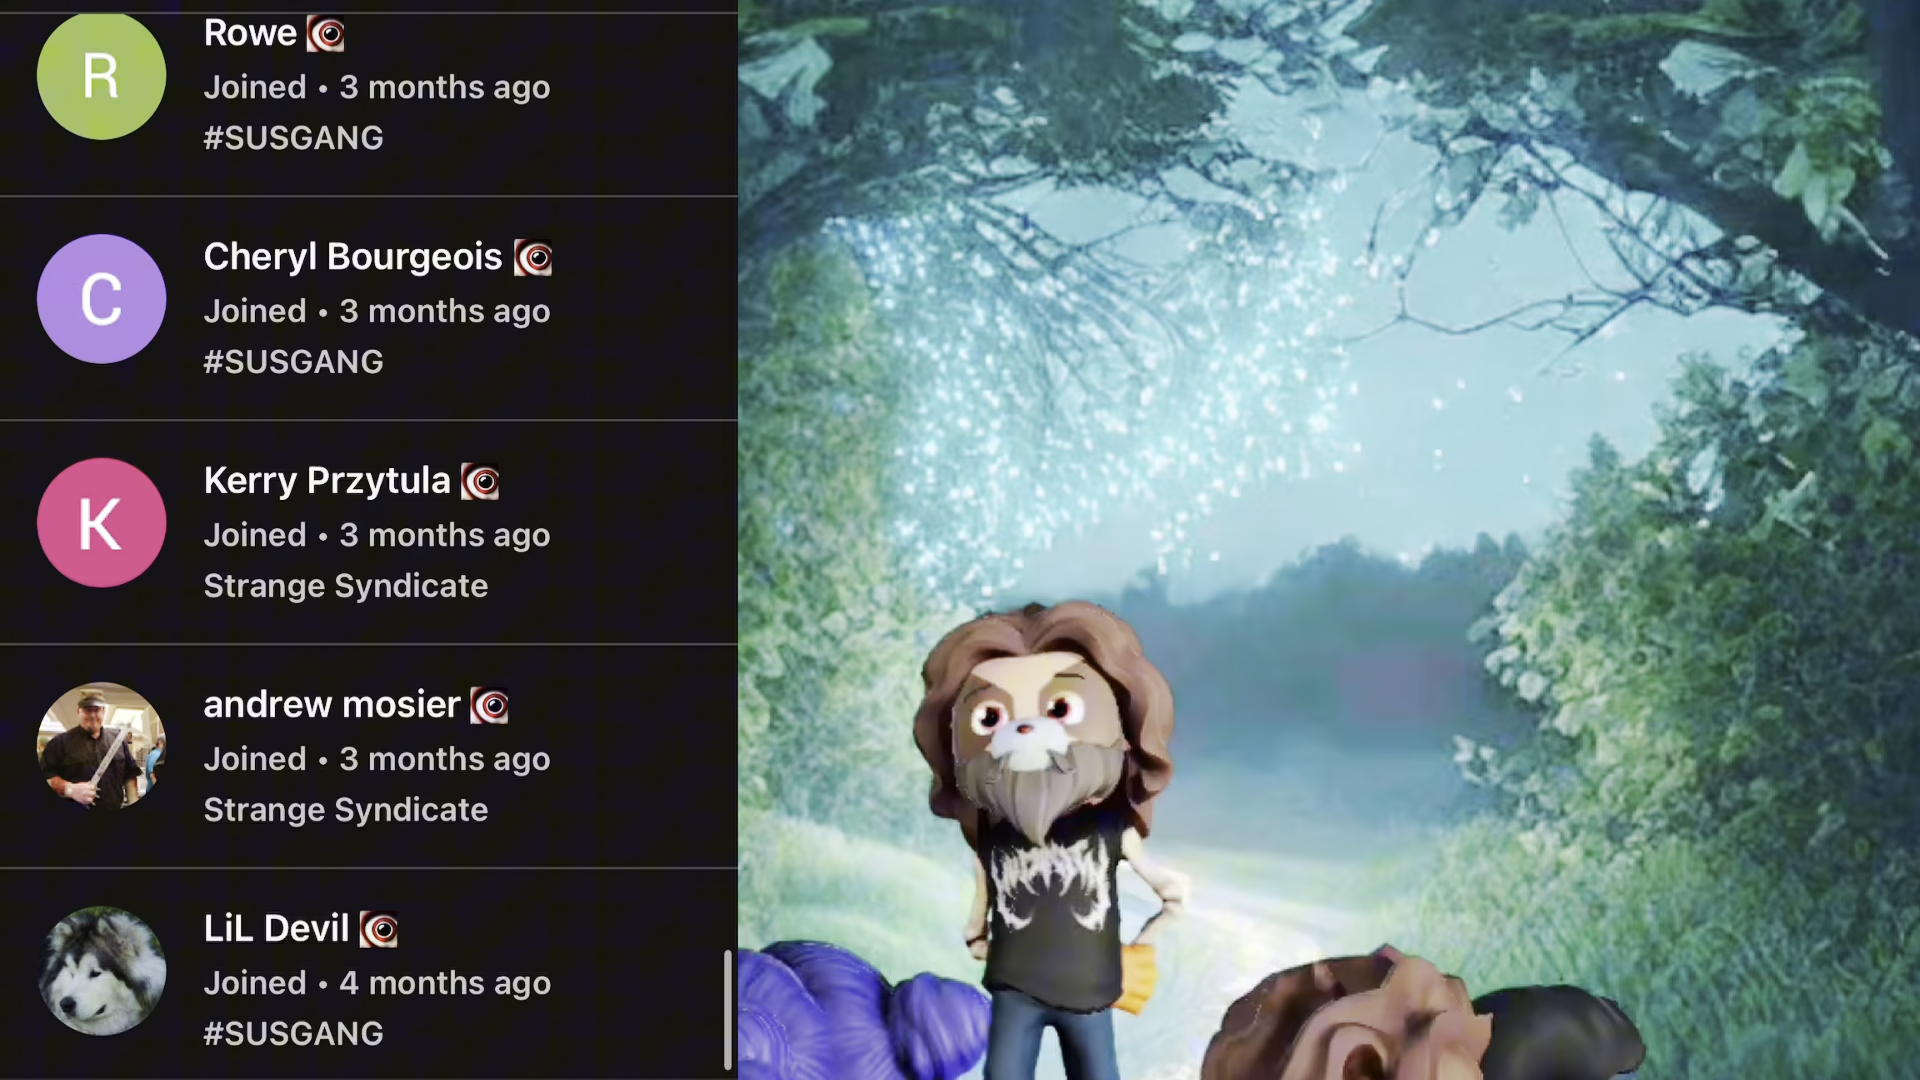 R
Rowe
Joined • 3 months ago
#SUSGANG
C
Cheryl Bourgeois
Joined • 3 months ago
#SUSGANG
K
Kerry Przytula
Joined • 3 months ago
Strange Syndicate
andrew mosier
Joined • 3 months ago
Strange Syndicate
LiL Devil
Joined • 4 months ago
#SUSGANG